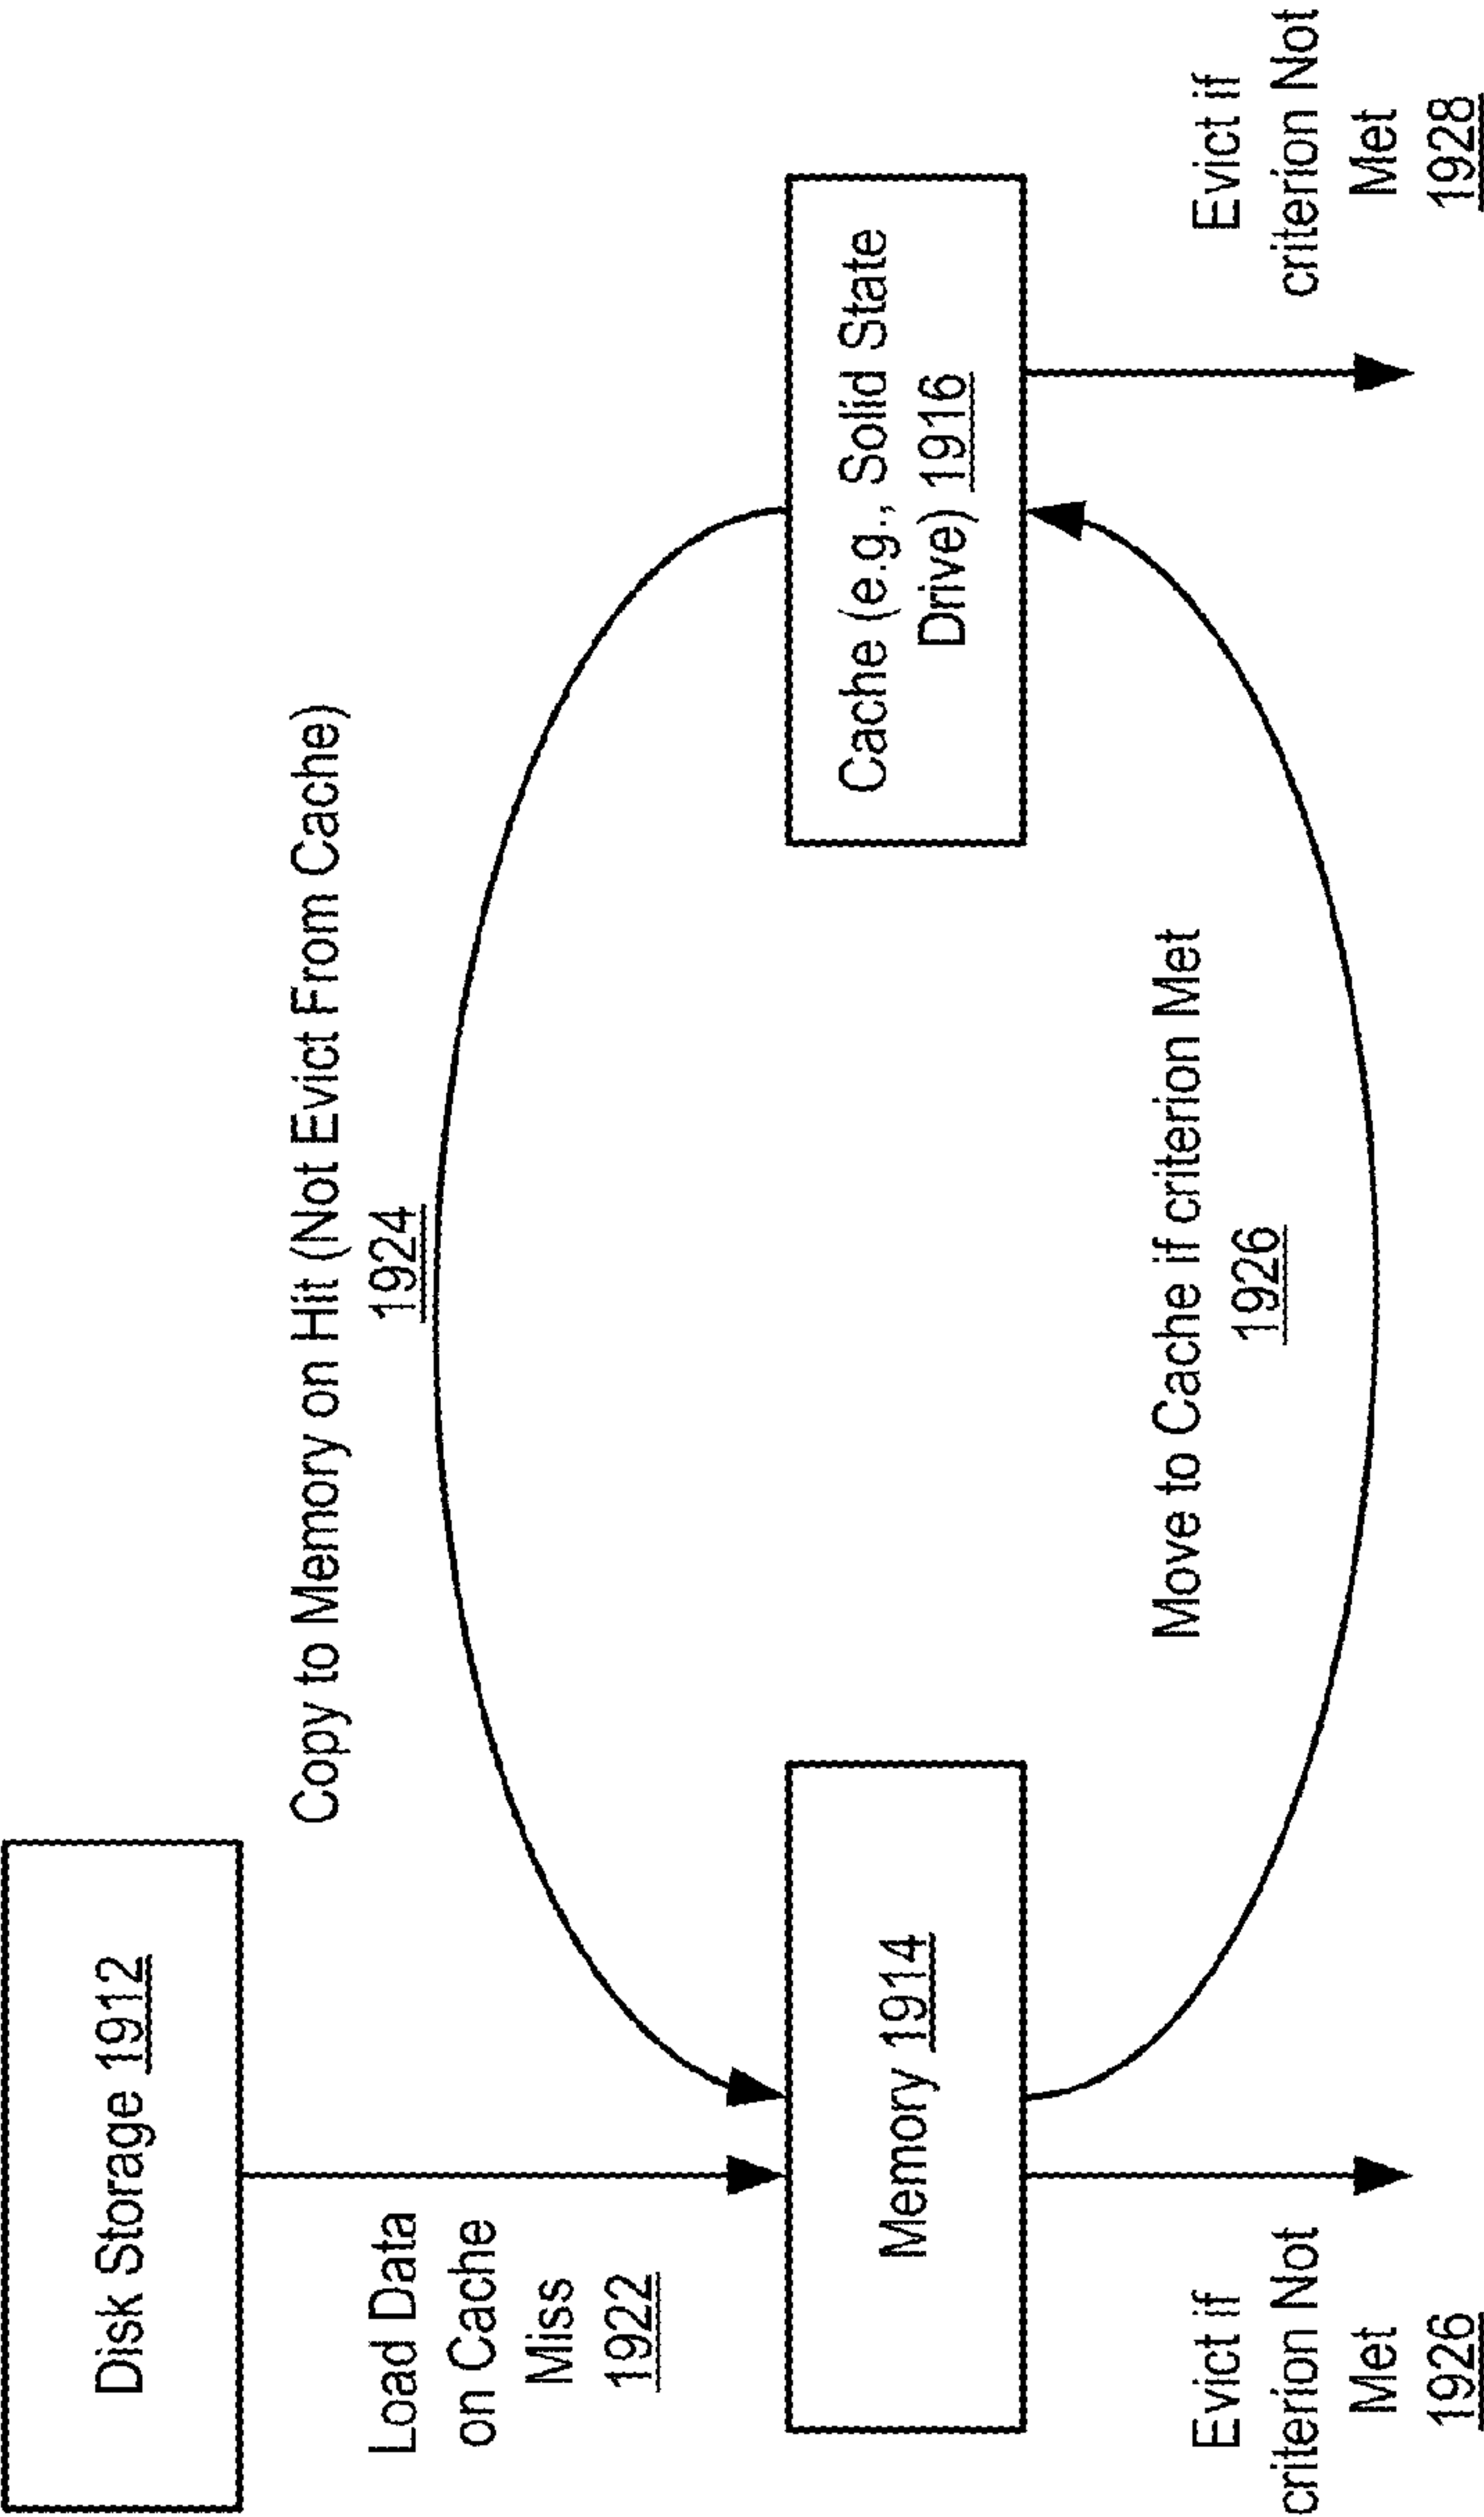 Disk Storage 1912
Copy to Memory on Hit (Not Evict From Cache)
1924
Load Data
on Cache
Miss
1922
Memory 1914
Cache (e.g., Solid State
Drive) 1916
Move to Cache if criterion Met
1926
Evict if
criterion Not
Met
1926
Evict if
criterion Not
Met
1928